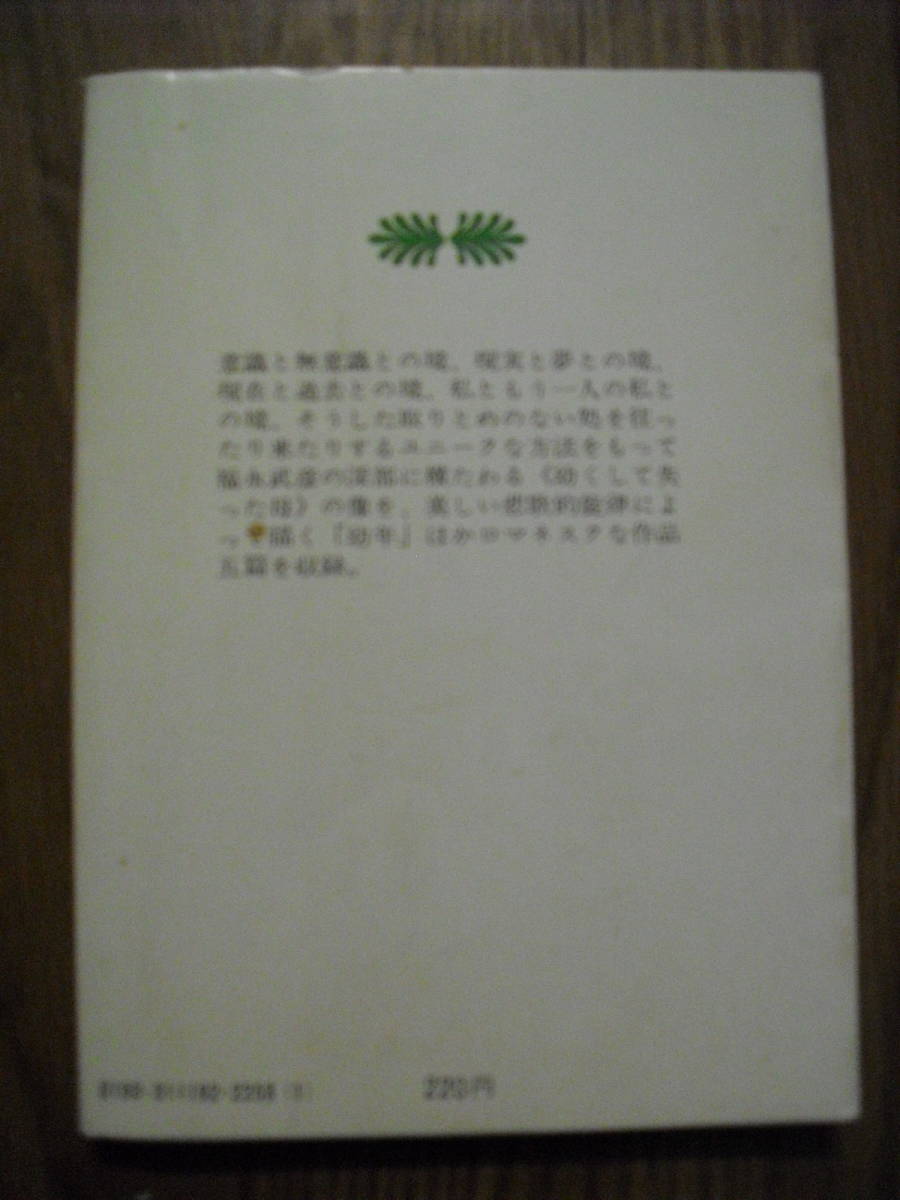 意識と無意識との境、現実と夢との境、
現在と過去との境、私ともう一人の私と
の境、そうした取りとめのない処を往っ
たり来たりするユニークな方法をもって
福永武彦の深部に横たわる《幼くして失
った母》の像を、美しい悲歌的旋律によ
っ 描く「幼年」ほかロマネスクな作品
五篇を収録。
220円